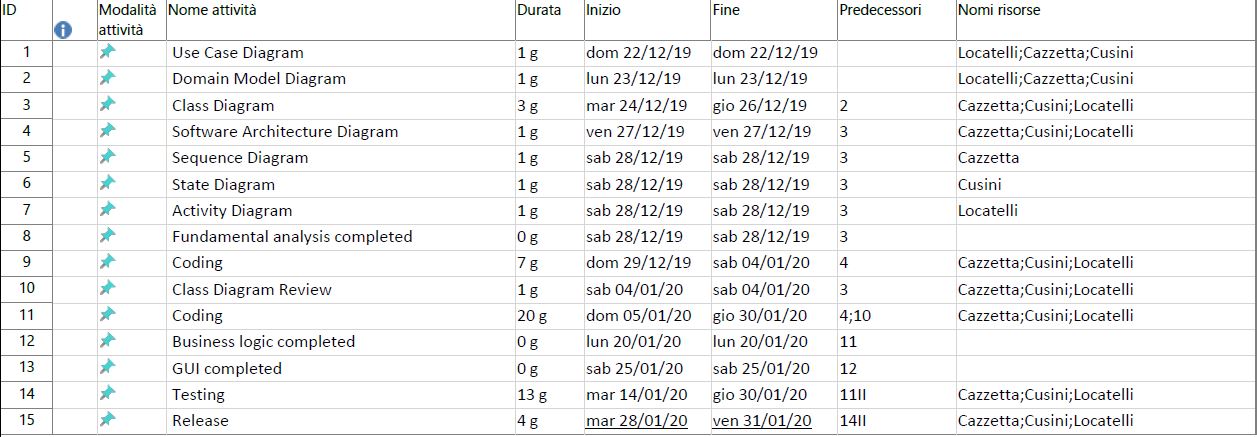 ID Modalità attività Nome attività Durata Inizio Fine Predecessori Nomi risorse
1 Use Case Diagram 1 g dom 22/12/19 dom 22/12/19 Locatelli;Cazzetta;Cusini
2 Domain Model Diagram 1 g lun 23/12/19 lun 23/12/19 Locatelli;Cazzetta;Cusini
3 Class Diagram 3 g mar 24/12/19 gio 26/12/19 2 Cazzetta;Cusini;Locatelli
4 Software Architecture Diagram 1 g ven 27/12/19 ven 27/12/19 3 Cazzetta;Cusini;Locatelli
5 Sequence Diagram 1 g sab 28/12/19 sab 28/12/19 3 Cazzetta
6 State Diagram 1 g sab 28/12/19 sab 28/12/19 3 Cusini
7 Activity Diagram 1 g sab 28/12/19 sab 28/12/19 3 Locatelli
8 Fundamental analysis completed 0 g sab 28/12/19 sab 28/12/19 3
9 Coding 7 g dom 29/12/19 sab 04/01/20 4 Cazzetta;Cusini;Locatelli
10 Class Diagram Review 1 g sab 04/01/20 sab 04/01/20 3 Cazzetta;Cusini;Locatelli
11 Coding 20 g dom 05/01/20 gio 30/01/20 4;10 Cazzetta;Cusini;Locatelli
12 Business logic completed 0 g lun 20/01/20 lun 20/01/20 11
13 GUI completed 0 g sab 25/01/20 sab 25/01/20 12
14 Testing 13 g mar 14/01/20 gio 30/01/20 11II Cazzetta;Cusini;Locatelli
15 Release 4 g mar 28/01/20 ven 31/01/20 14II Cazzetta;Cusini;Locatelli